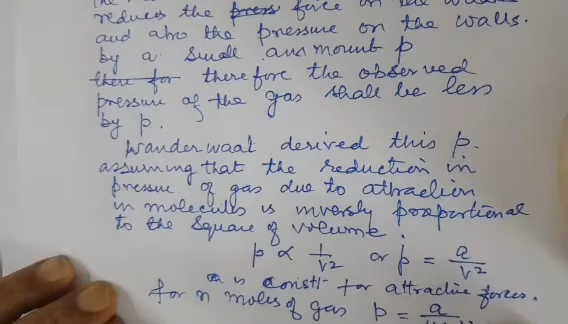 reduces the press force on the
and also the pressure on the walls.
by a small ammount p
there for therefore the observed
pressure of the gas shall be less
by p.
Vanderwaal derived this p.
assuming that the reduction in
pressure of gas due to attraction
in molecules is inversly proportional
to the square of volume.
p ∝ 1/V² or p = a/V²
a is const- for attractive forces.
for n moles of gas p = a